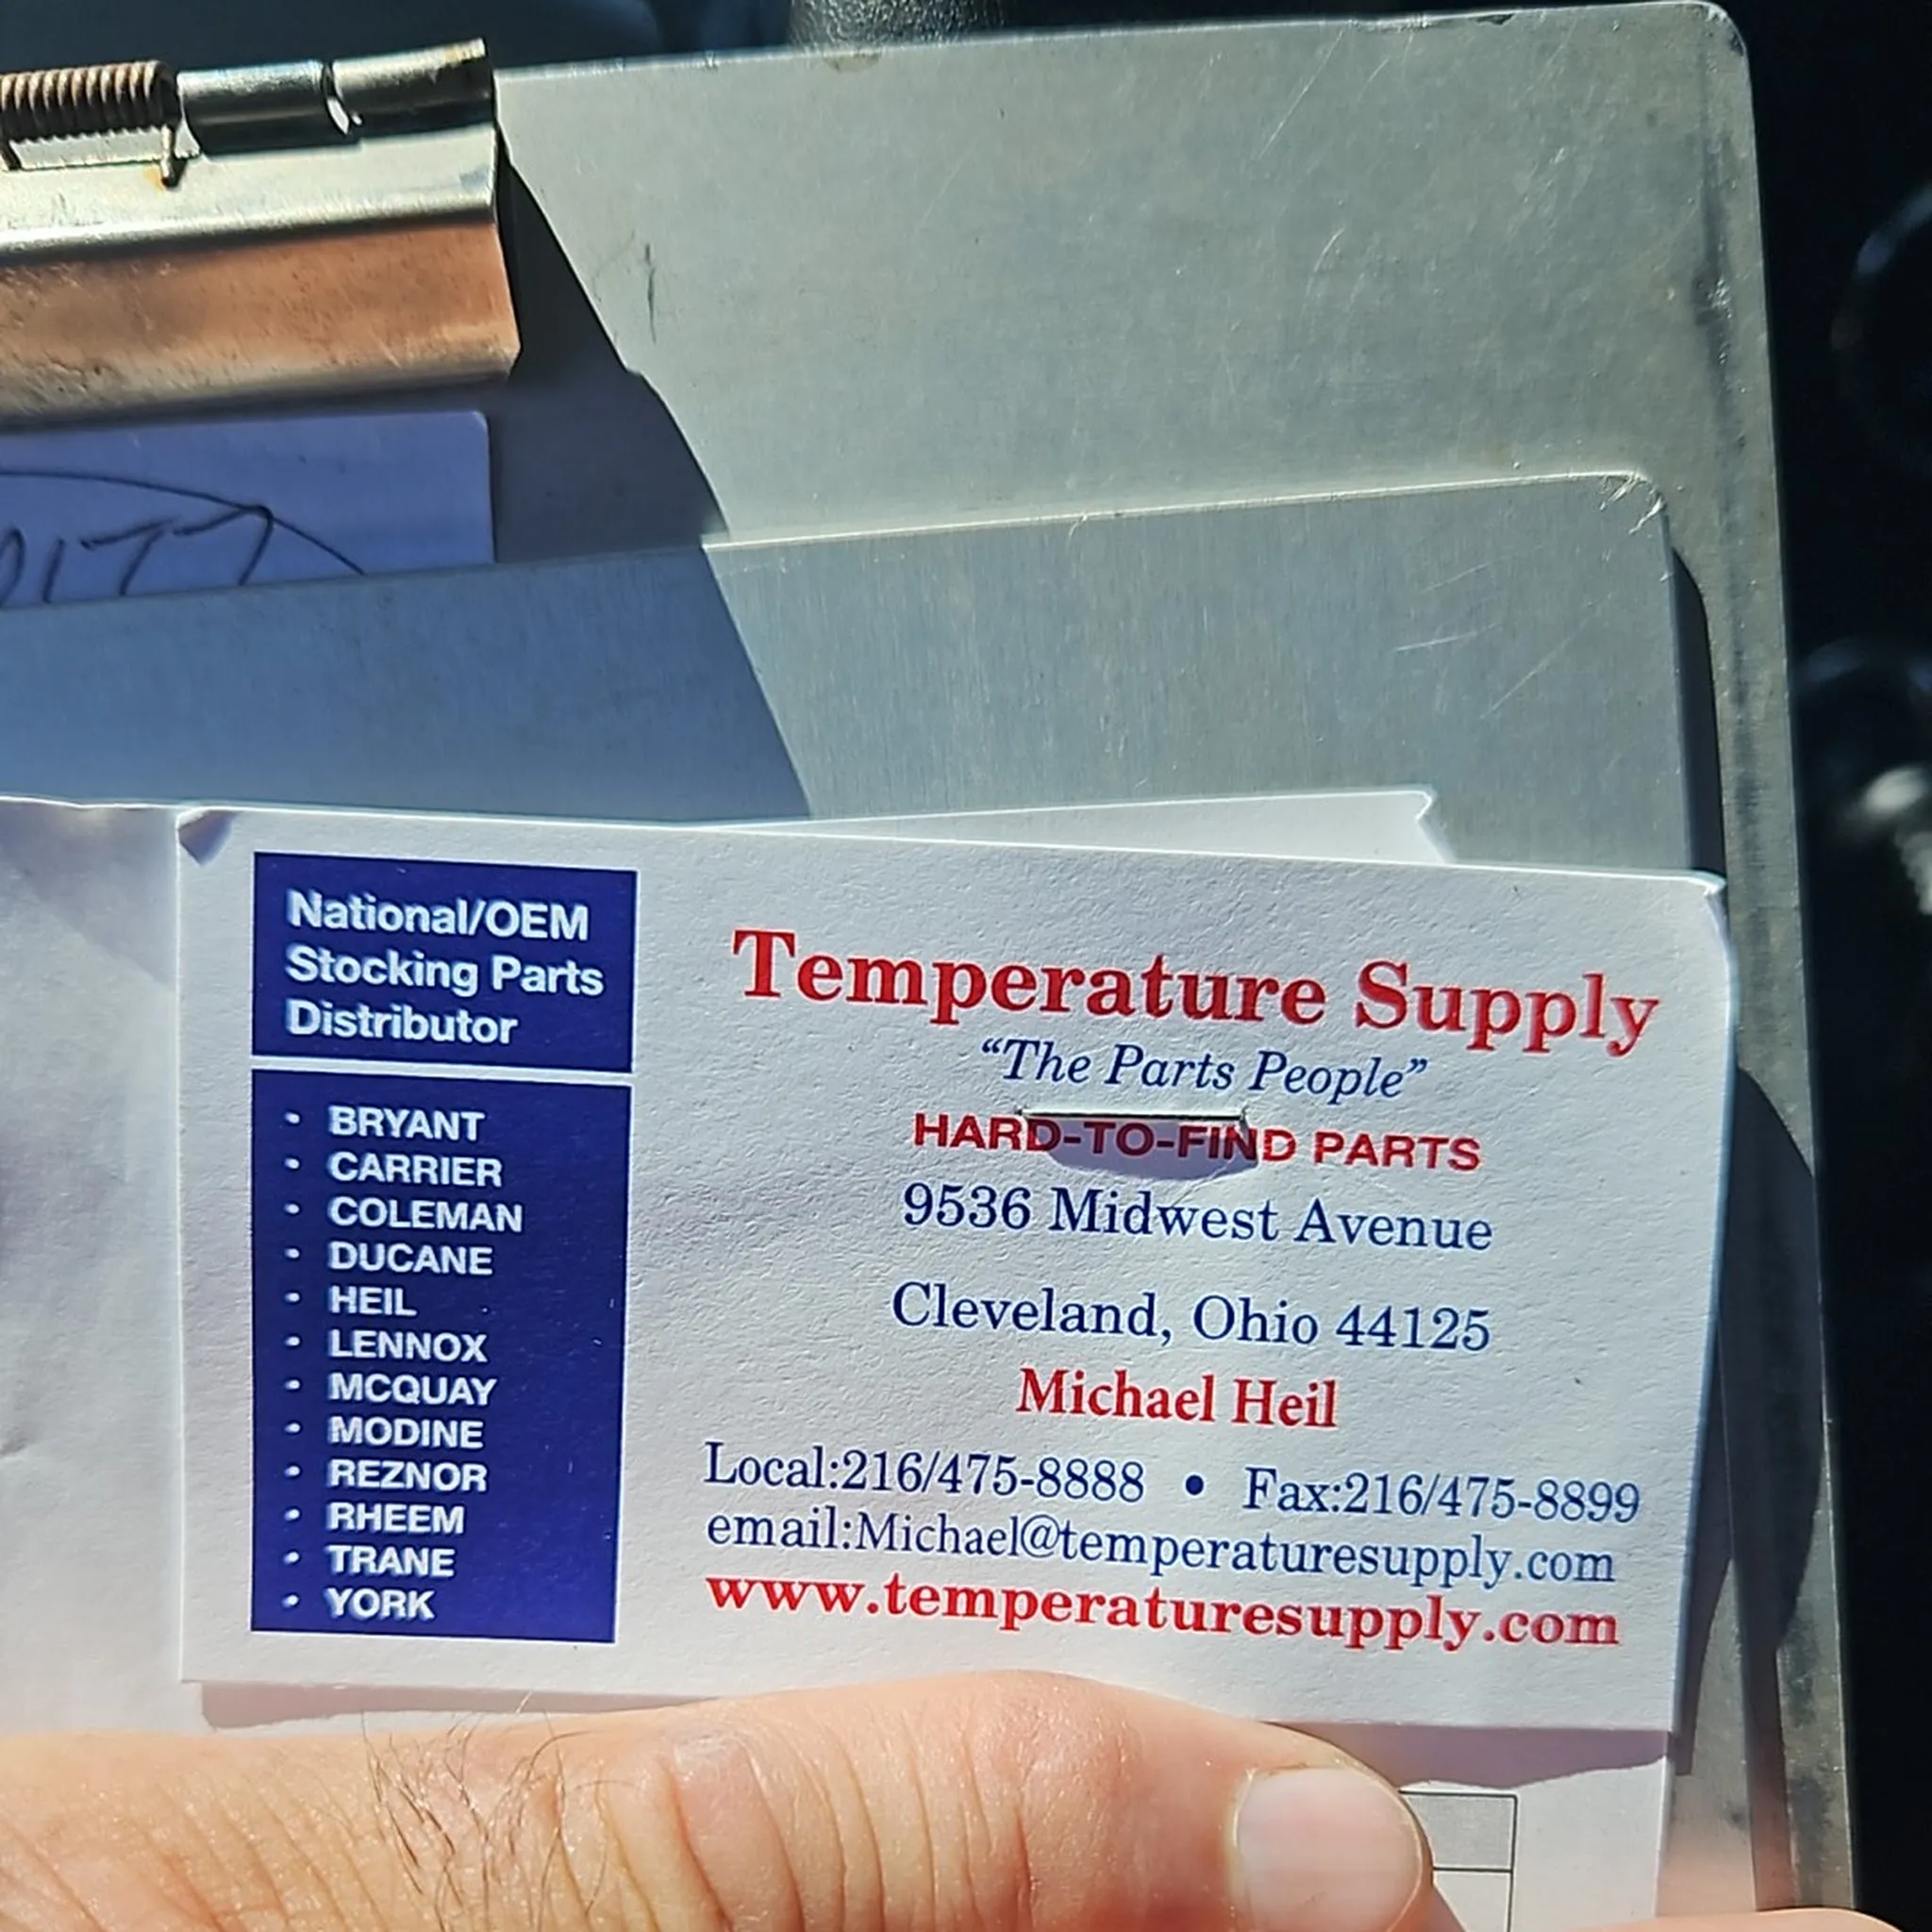 National/OEM
Stocking Parts
Distributor
• BRYANT
• CARRIER
• COLEMAN
• DUCANE
• HEIL
• LENNOX
• MCQUAY
• MODINE
• REZNOR
• RHEEM
• TRANE
• YORK
Temperature Supply
“The Parts People”
HARD-TO-FIND PARTS
9536 Midwest Avenue
Cleveland, Ohio 44125
Michael Heil
Local:216/475-8888 • Fax:216/475-8899
email:Michael@temperaturesupply.com
www.temperaturesupply.com